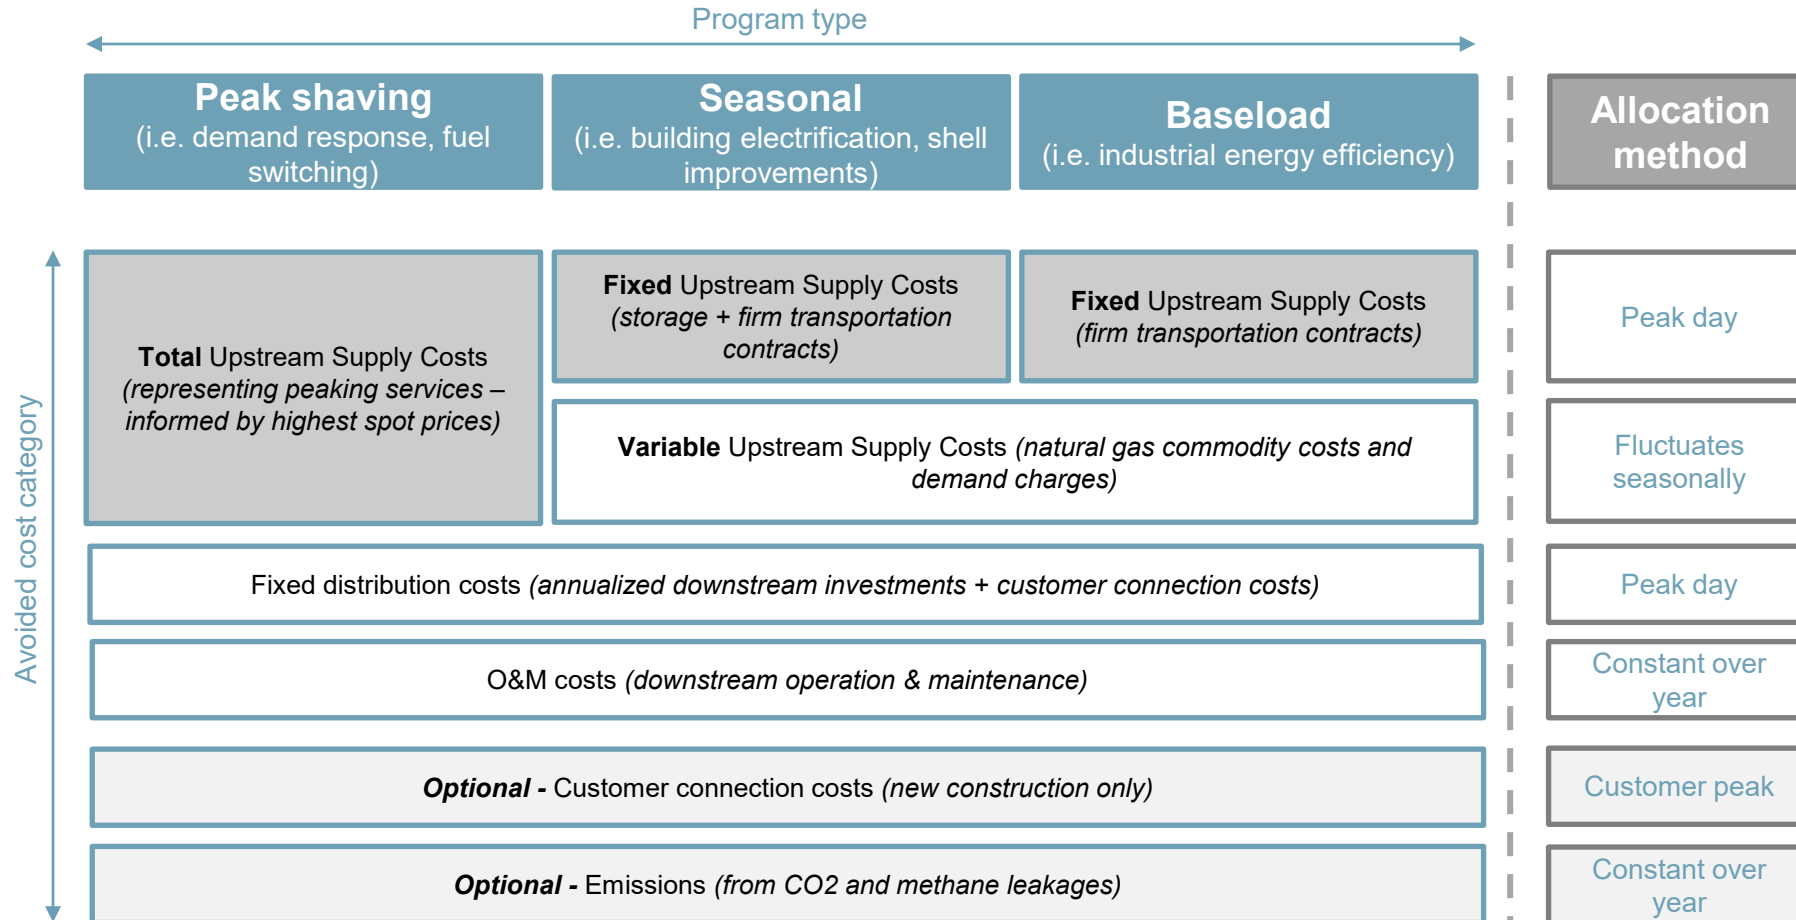 Program type
Peak shaving
(i.e. demand response, fuel
switching)
Seasonal
(i.e. building electrification, shell
improvements)
Baseload
(i.e. industrial energy efficiency)
Allocation
method
Avoided cost category
Total Upstream Supply Costs
(representing peaking services –
informed by highest spot prices)
Fixed Upstream Supply Costs
(storage + firm transportation
contracts)
Fixed Upstream Supply Costs
(firm transportation contracts)
Peak day
Variable Upstream Supply Costs (natural gas commodity costs and
demand charges)
Fluctuates
seasonally
Fixed distribution costs (annualized downstream investments + customer connection costs)
Peak day
O&M costs (downstream operation & maintenance)
Constant over
year
Optional - Customer connection costs (new construction only)
Customer peak
Optional - Emissions (from CO2 and methane leakages)
Constant over
year